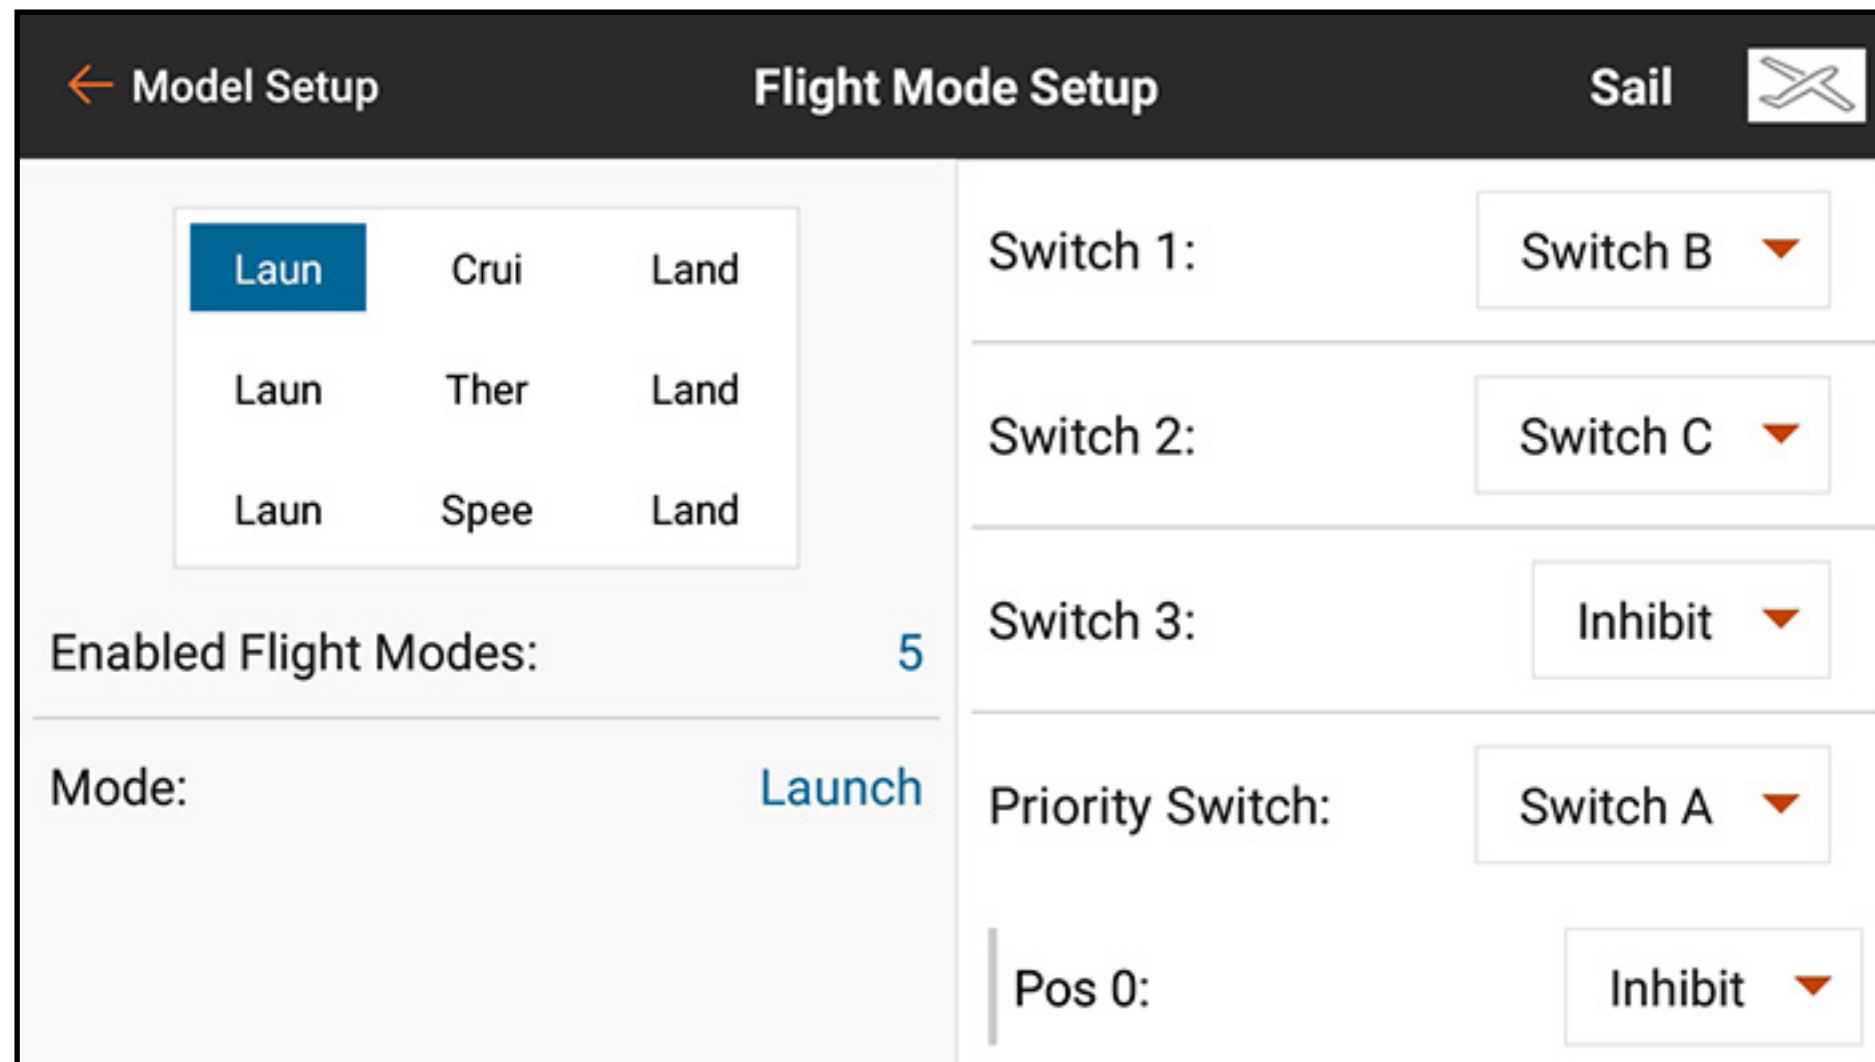 Model Setup
Flight Mode Setup
Sail
Laun Crui Land
Laun Ther Land
Laun Spee Land
Enabled Flight Modes: 5
Mode: Launch
Switch 1: Switch B
Switch 2: Switch C
Switch 3: Inhibit
Priority Switch: Switch A
Pos 0: Inhibit